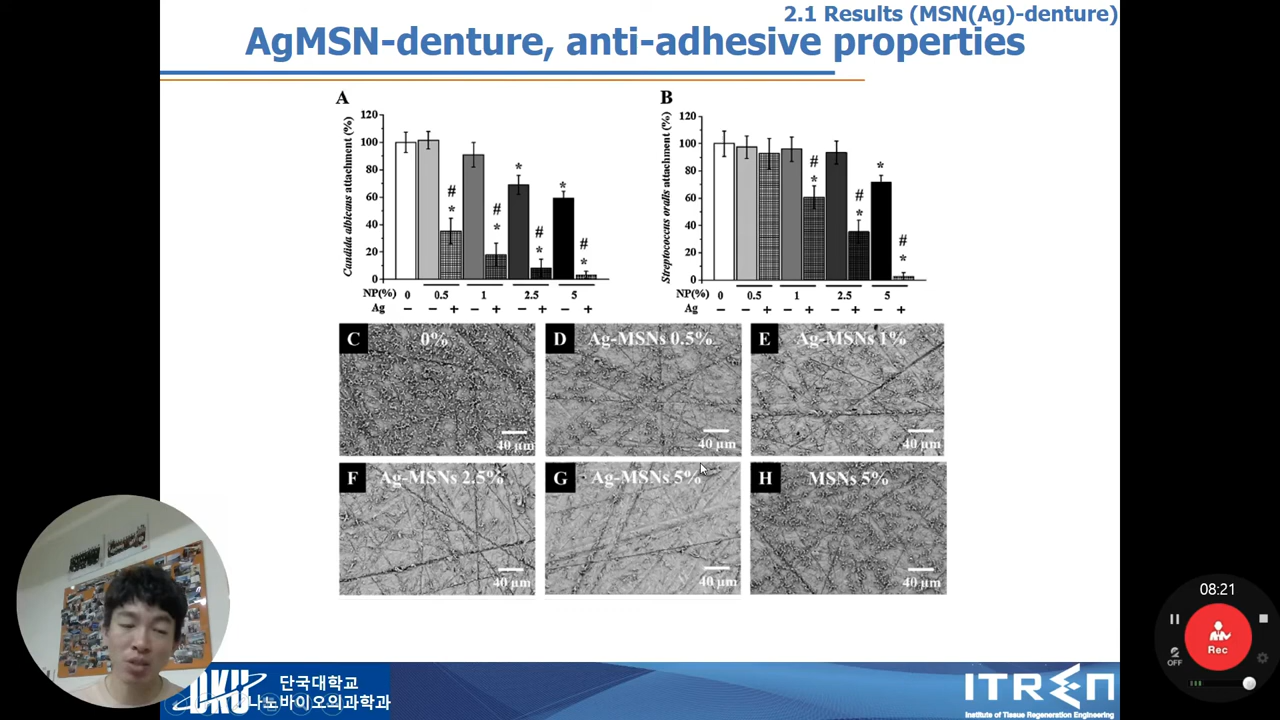 2.1 Results (MSN(Ag)-denture)
AgMSN-denture, anti-adhesive properties
A
Candida albicans attachment (%)
120
100
80
60
40
20
0
# * # * * # * * # *
NP(%) 0 0.5 1 2.5 5
Ag − − + − + − + − +
B
Streptococcus oralis attachment (%)
120
100
80
60
40
20
0
# * # * * # *
NP(%) 0 0.5 1 2.5 5
Ag − − + − + − + − +
C 0%
40 μm
D Ag-MSNs 0.5%
40 μm
E Ag-MSNs 1%
40 μm
F Ag-MSNs 2.5%
40 μm
G Ag-MSNs 5%
40 μm
H MSNs 5%
40 μm
08:21
Rec
OFF
DKU
단국대학교
나노바이오의과학과
ITREN
Institute of Tissue Regeneration Engineering